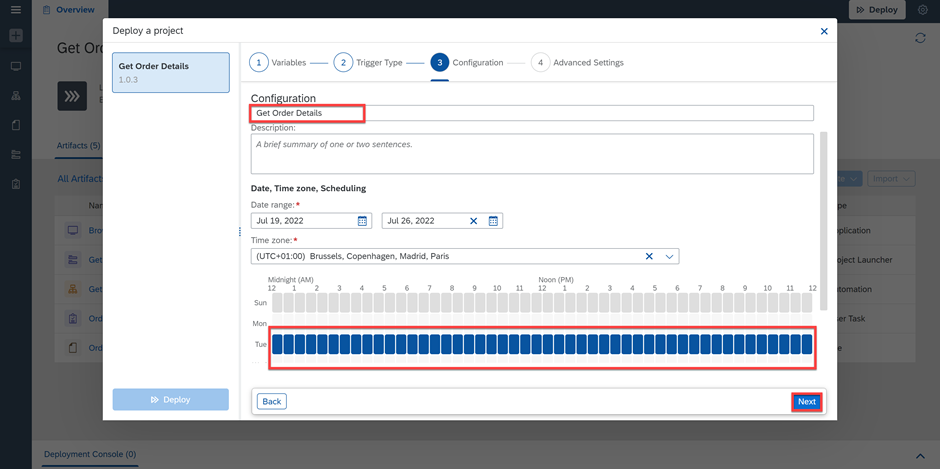 Overview
Deploy
Get Or
Deploy a project
Get Order Details
1.0.3
1 Variables 2 Trigger Type 3 Configuration 4 Advanced Settings
Configuration
Get Order Details
Description:
A brief summary of one or two sentences.
Date, Time zone, Scheduling
Date range:*
Jul 19, 2022 Jul 26, 2022
Time zone:*
(UTC+01:00) Brussels, Copenhagen, Madrid, Paris
Midnight (AM) Noon (PM)
12 1 2 3 4 5 6 7 8 9 10 11 12 1 2 3 4 5 6 7 8 9 10 11 12
Sun
Mon
Tue
Deploy
Back Next
Artifacts (5)
All Artifac
Import
Na
ype
Bro
plication
Get
oject Launcher
Get
utomation
Ord
er Task
Ord
Deployment Console (0)